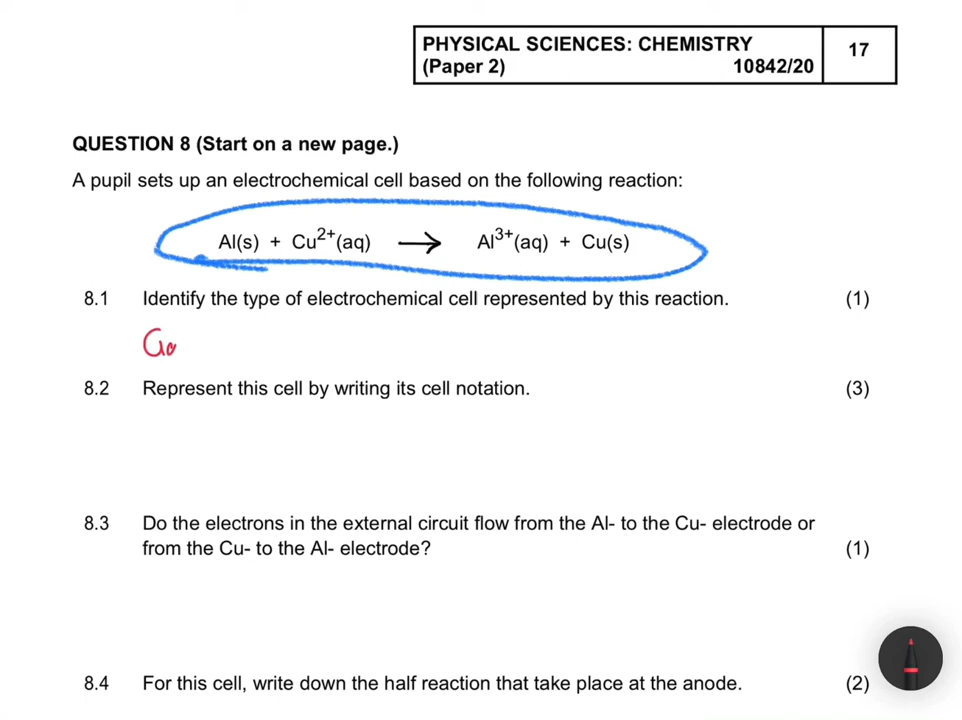 PHYSICAL SCIENCES: CHEMISTRY
(Paper 2) 10842/20
17
QUESTION 8 (Start on a new page.)
A pupil sets up an electrochemical cell based on the following reaction:
Al(s) + Cu²⁺(aq) → Al³⁺(aq) + Cu(s)
8.1 Identify the type of electrochemical cell represented by this reaction. (1)
Ga
8.2 Represent this cell by writing its cell notation. (3)
8.3 Do the electrons in the external circuit flow from the Al- to the Cu- electrode or
from the Cu- to the Al- electrode? (1)
8.4 For this cell, write down the half reaction that take place at the anode. (2)